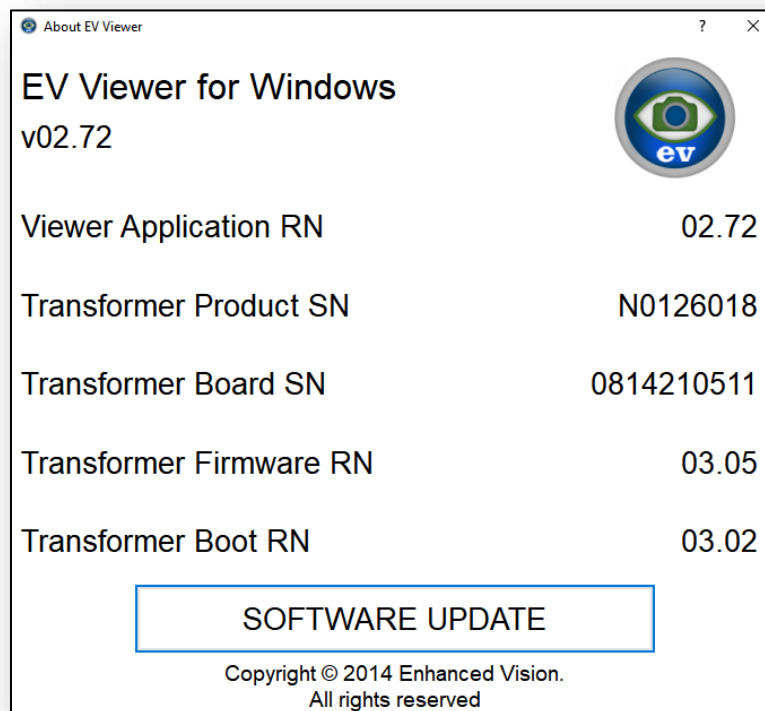 About EV Viewer
?
EV Viewer for Windows
v02.72
ev
Viewer Application RN 02.72
Transformer Product SN N0126018
Transformer Board SN 0814210511
Transformer Firmware RN 03.05
Transformer Boot RN 03.02
SOFTWARE UPDATE
Copyright © 2014 Enhanced Vision.
All rights reserved